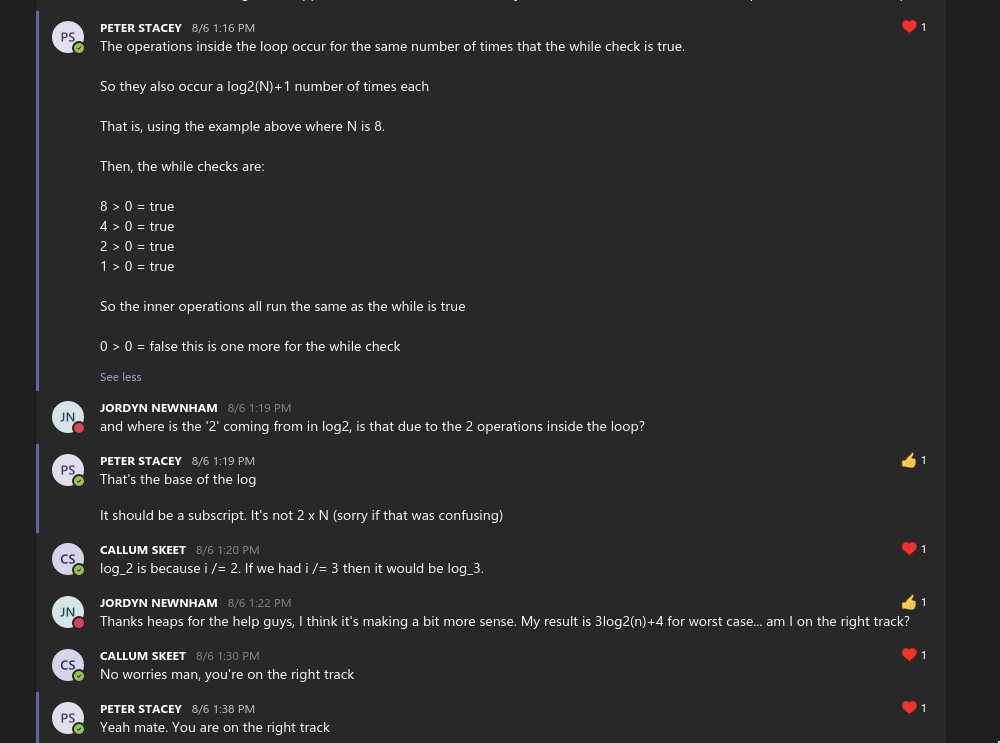 PS
PETER STACEY 8/6 1:16 PM
❤️ 1
The operations inside the loop occur for the same number of times that the while check is true.
So they also occur a log2(N)+1 number of times each
That is, using the example above where N is 8.
Then, the while checks are:
8 > 0 = true
4 > 0 = true
2 > 0 = true
1 > 0 = true
So the inner operations all run the same as the while is true
0 > 0 = false this is one more for the while check
See less
JN
JORDYN NEWNHAM 8/6 1:19 PM
and where is the '2' coming from in log2, is that due to the 2 operations inside the loop?
PS
PETER STACEY 8/6 1:19 PM
👍 1
That's the base of the log
It should be a subscript. It's not 2 x N (sorry if that was confusing)
CS
CALLUM SKEET 8/6 1:20 PM
❤️ 1
log_2 is because i /= 2. If we had i /= 3 then it would be log_3.
JN
JORDYN NEWNHAM 8/6 1:22 PM
👍 1
Thanks heaps for the help guys, I think it's making a bit more sense. My result is 3log2(n)+4 for worst case... am I on the right track?
CS
CALLUM SKEET 8/6 1:30 PM
❤️ 1
No worries man, you're on the right track
PS
PETER STACEY 8/6 1:38 PM
❤️ 1
Yeah mate. You are on the right track